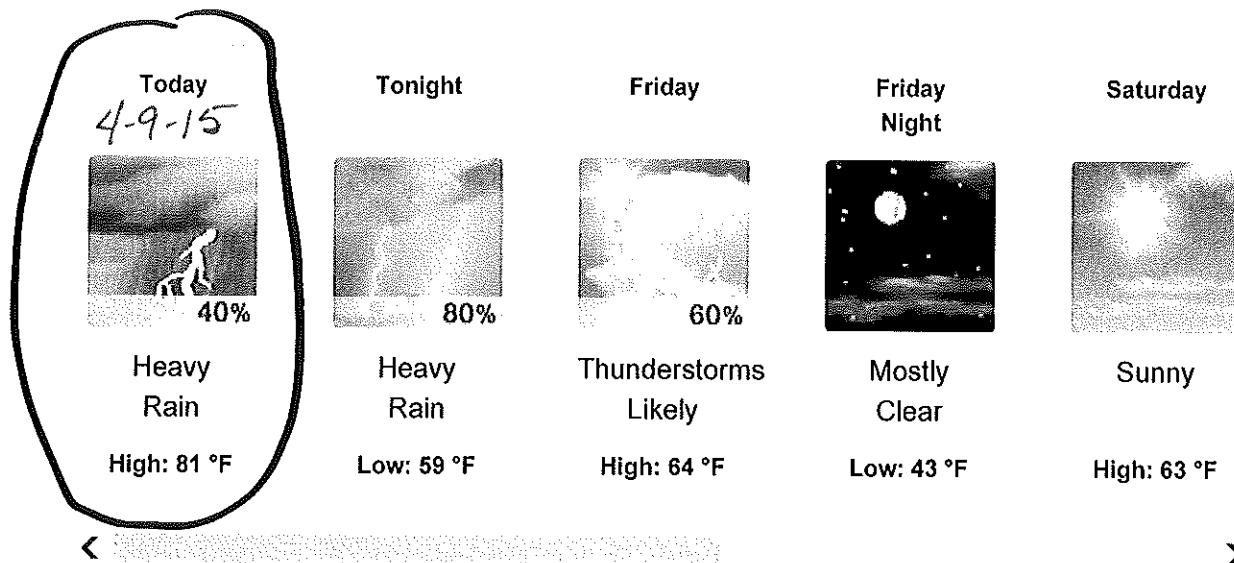 Today
4-9-15
40%
Heavy
Rain
High: 81 °F
Tonight
80%
Heavy
Rain
Low: 59 °F
Friday
60%
Thunderstorms
Likely
High: 64 °F
Friday
Night
Mostly
Clear
Low: 43 °F
Saturday
Sunny
High: 63 °F